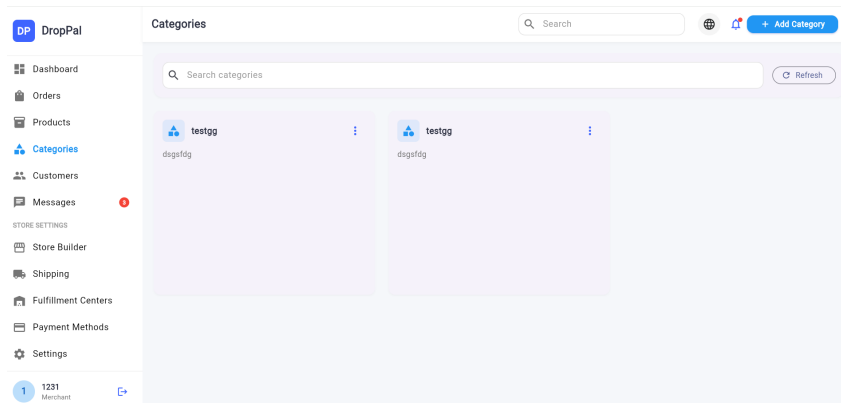 DP DropPal
Categories
Search
+ Add Category
Dashboard
Orders
Products
Categories
Customers
Messages 3
STORE SETTINGS
Store Builder
Shipping
Fulfillment Centers
Payment Methods
Settings
1 1231
Merchant
Search categories
Refresh
testgg
dsgsfdg
testgg
dsgsfdg